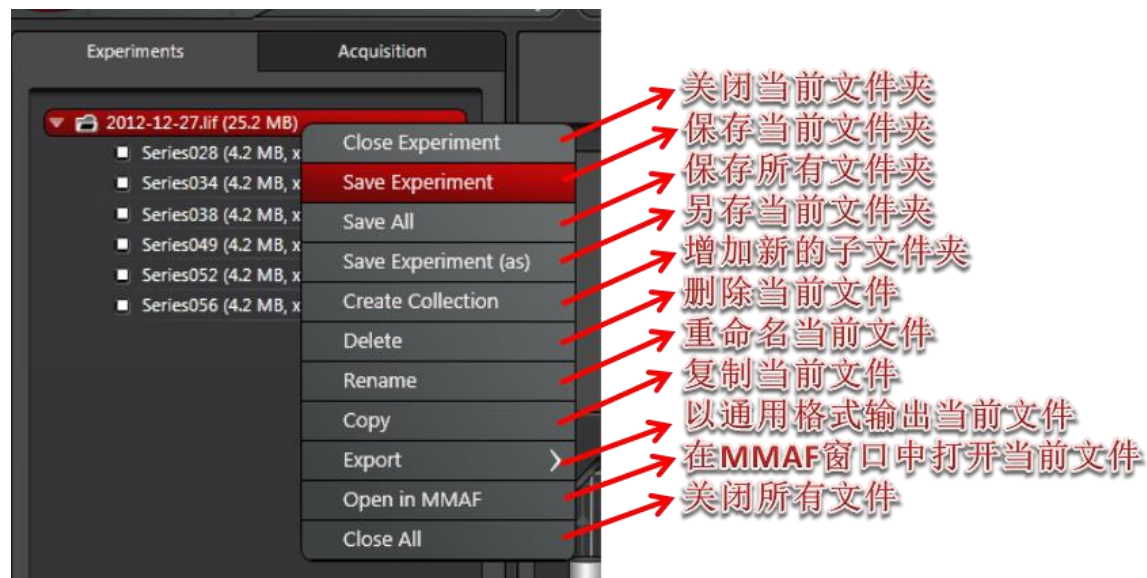 Experiments
Acquisition
2012-12-27.lif (25.2 MB)
Series028 (4.2 MB, x
Series034 (4.2 MB, x
Series038 (4.2 MB, x
Series049 (4.2 MB, x
Series052 (4.2 MB, x
Series056 (4.2 MB, x
Close Experiment
Save Experiment
Save All
Save Experiment (as)
Create Collection
Delete
Rename
Copy
Export
Open in MMAF
Close All
关闭当前文件夹
保存当前文件夹
保存所有文件夹
另存当前文件夹
增加新的子文件夹
删除当前文件
重命名当前文件
复制当前文件
以通用格式输出当前文件
在MMAF窗口中打开当前文件
关闭所有文件